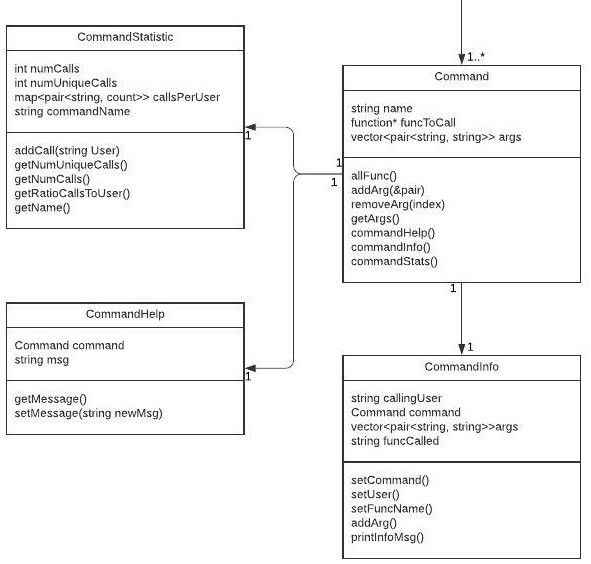 CommandStatistic
int numCalls
int numUniqueCalls
map<pair<string, count>> callsPerUser
string commandName
addCall(string User)
getNumUniqueCalls()
getNumCalls()
getRatioCallsToUser()
getName()
1
1..*
Command
string name
function* funcToCall
vector<pair<string, string>> args
allFunc()
addArg(&pair)
removeArg(index)
getArgs()
commandHelp()
commandInfo()
commandStats()
1
1
1
1
CommandHelp
Command command
string msg
getMessage()
setMessage(string newMsg)
1
CommandInfo
string callingUser
Command command
vector<pair<string, string>>args
string funcCalled
setCommand()
setUser()
setFuncName()
addArg()
printInfoMsg()